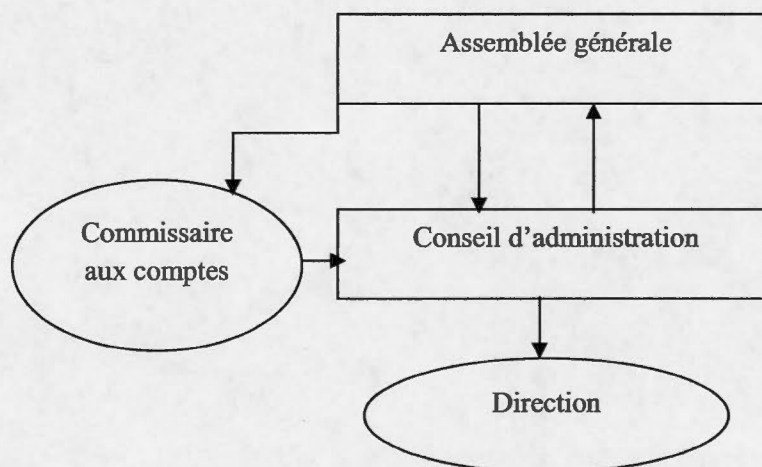 Assemblée générale
Commissaire
aux comptes
Conseil d'administration
Direction